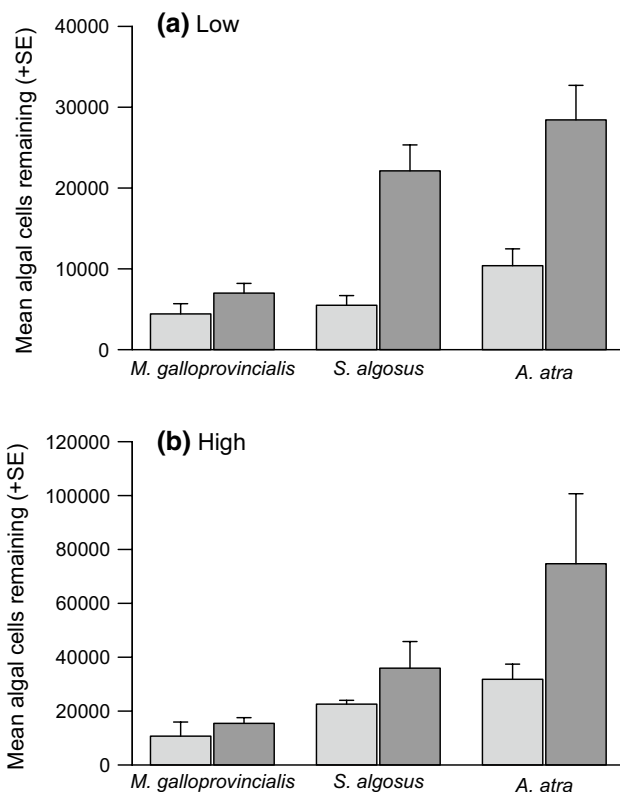 (a) Low
Mean algal cells remaining (+SE)
40000
30000
20000
10000
0
M. galloprovincialis S. algosus A. atra
(b) High
Mean algal cells remaining (+SE)
120000
100000
80000
60000
40000
20000
0
M. galloprovincialis S. algosus A. atra